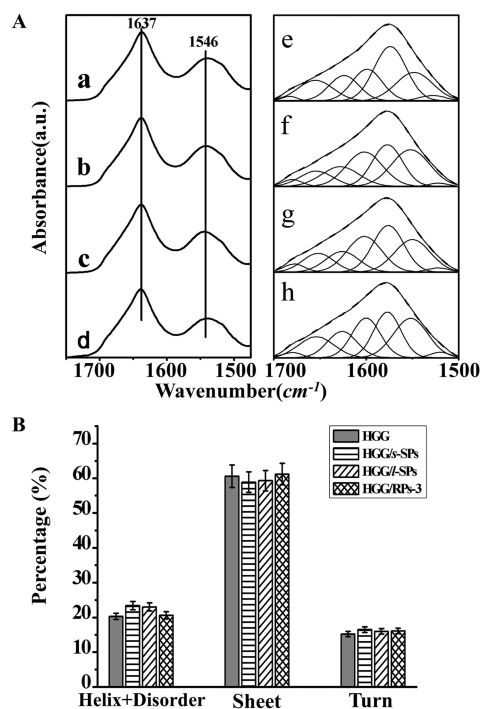 A
1637
1546
a
b
c
d
e
f
g
h
Absorbance(a.u.)
1700
1600
1500
1700
1600
1500
Wavenumber(cm-1)
B
HGG
HGG/s-SPs
HGG/l-SPs
HGG/RPs-3
Percentage (%)
70
60
50
40
30
20
10
0
Helix+Disorder
Sheet
Turn